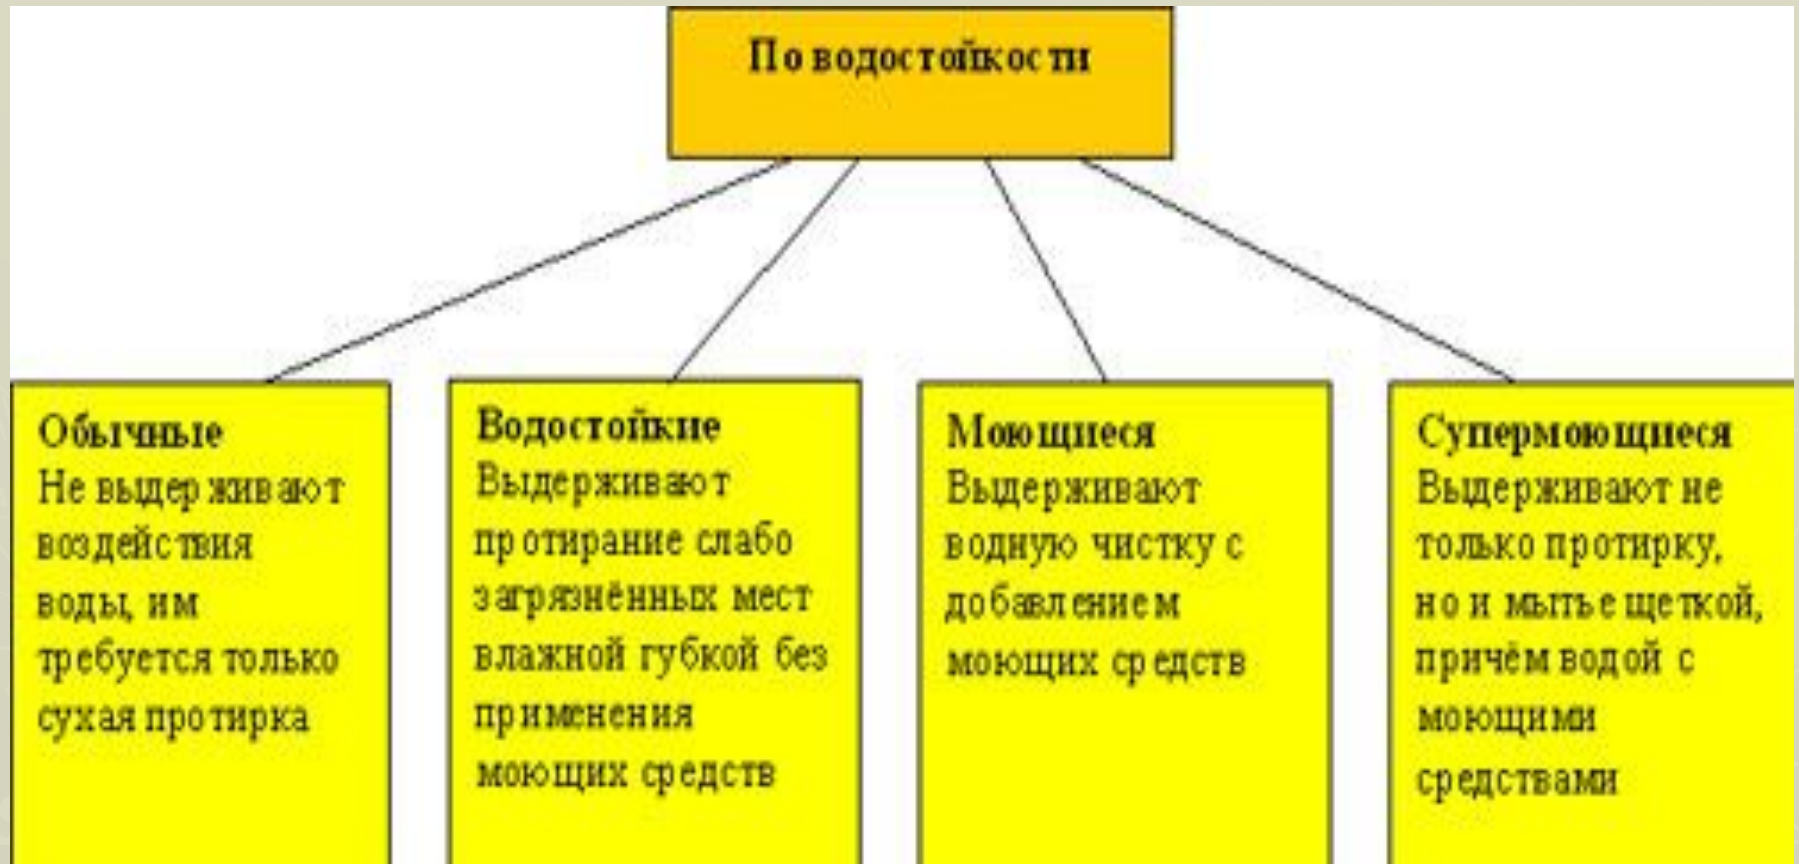 По водостойкости
Обычные
Не выдерживают
воздействия
воды, им
требуется только
сухая протирка
Водостойкие
Выдерживают
протирание слабо
загрязнённых мест
влажной губкой без
применения
моющих средств
Моющиеся
Выдерживают
водную чистку с
добавлением
моющих средств
Супермоющиеся
Выдерживают не
только протирку,
но и мытье щеткой,
причём водой с
моющими
средствами